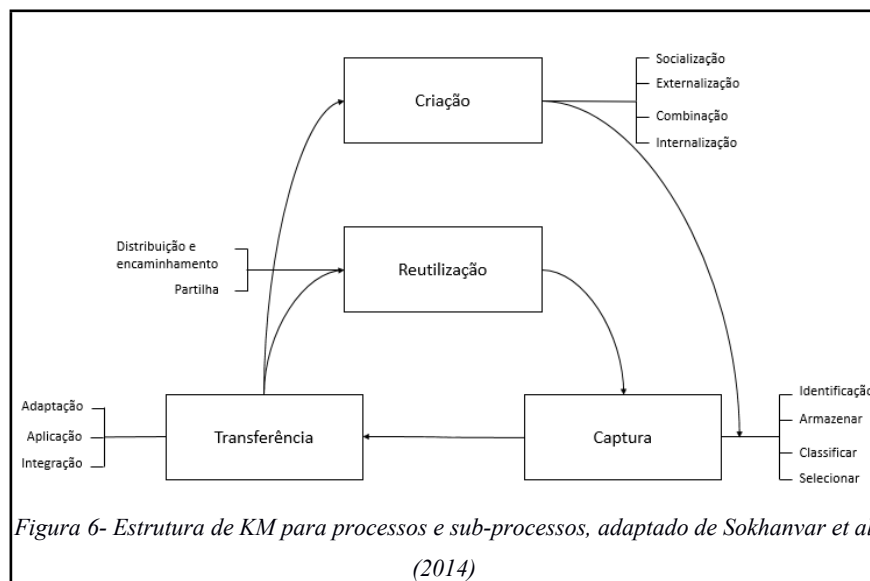 Socialização
Externalização
Criação
Combinação
Internalização
Distribuição e
encaminhamento
Partilha
Reutilização
Adaptação
Aplicação
Integração
Transferência
Captura
Identificação
Armazenar
Classificar
Selecionar
Figura 6- Estrutura de KM para processos e sub-processos, adaptado de Sokhanvar et al
(2014)